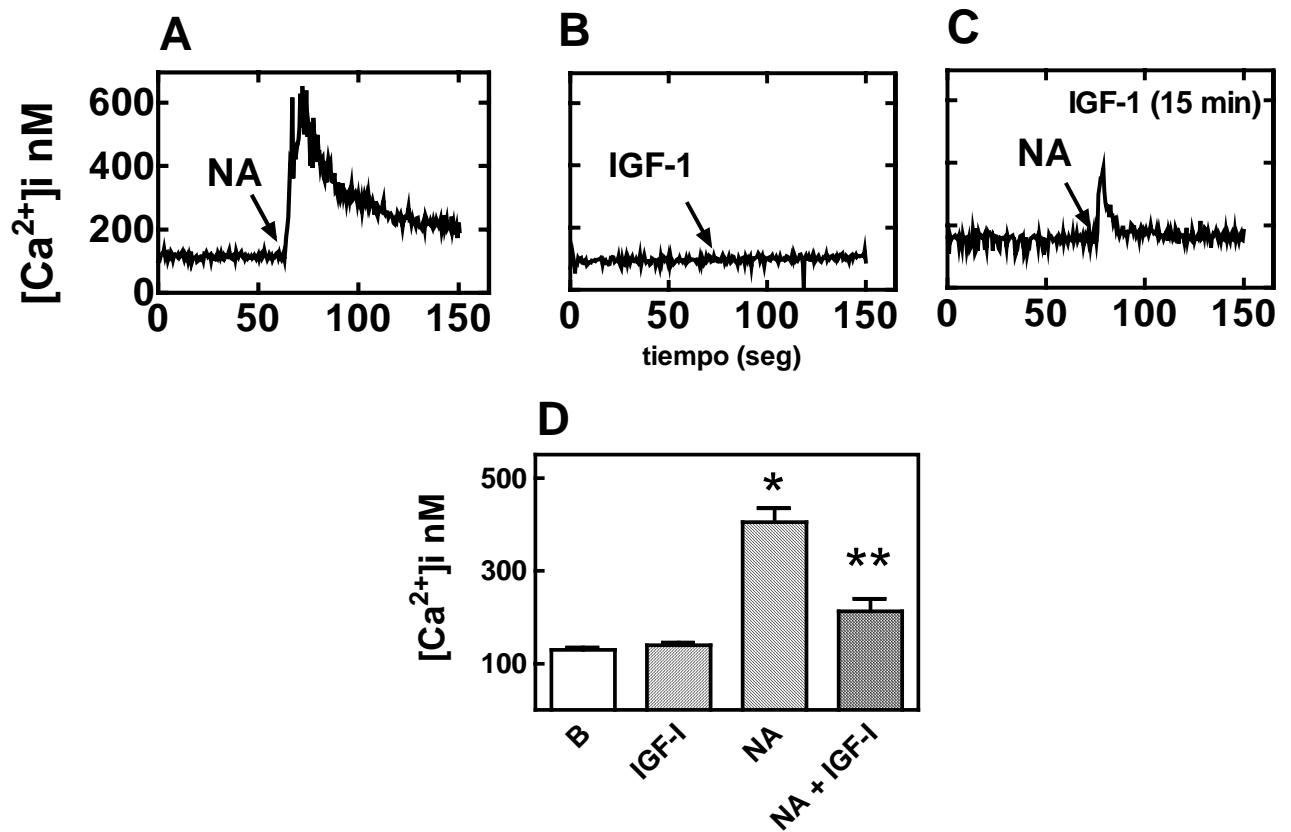 A
B
C
[Ca2+]i nM
600
400
200
0
NA
0 50 100 150
IGF-1
0 50 100 150
tiempo (seg)
IGF-1 (15 min)
NA
0 50 100 150
D
[Ca2+]i nM
500
300
100
*
**
B
IGF-I
NA
NA + IGF-I